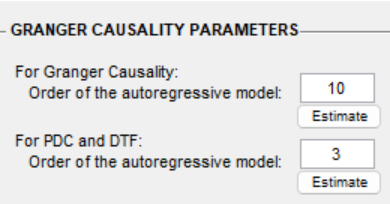 GRANGER CAUSALITY PARAMETERS
For Granger Causality:
Order of the autoregressive model: 10
Estimate
For PDC and DTF:
Order of the autoregressive model: 3
Estimate